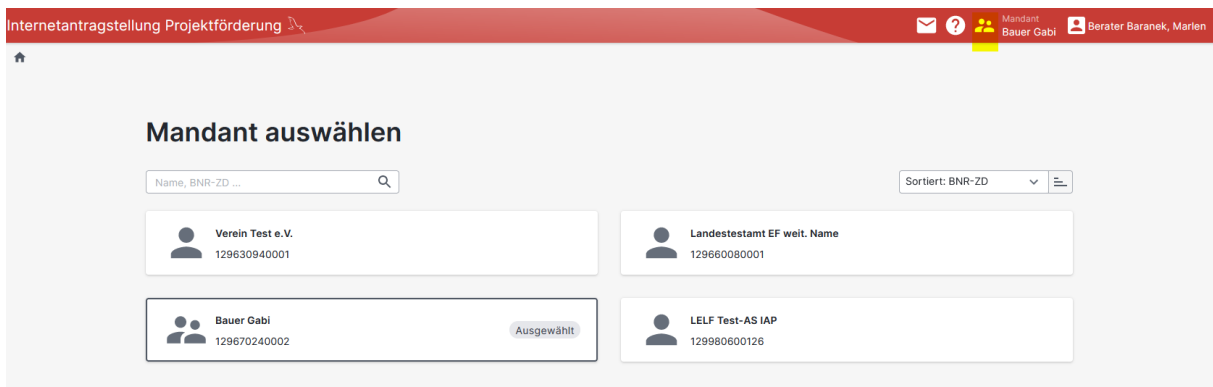 Internetantragstellung Projektförderung
Mandant
Bauer Gabi
Berater Baranek, Marlen
Mandant auswählen
Name, BNR-ZD ...
Sortiert: BNR-ZD
Verein Test e.V.
129630940001
Landestestamt EF weit. Name
129660080001
Bauer Gabi
129670240002
Ausgewählt
LELF Test-AS IAP
129980600126